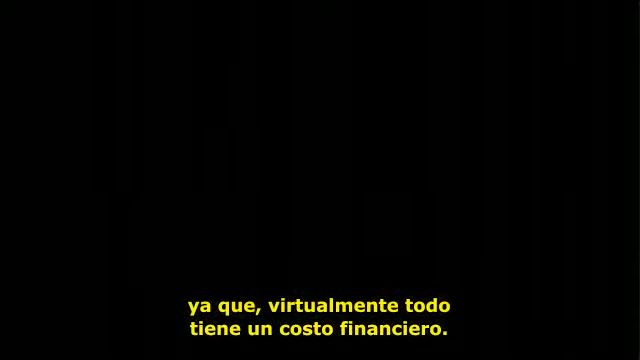 ya que, virtualmente todo
tiene un costo financiero.